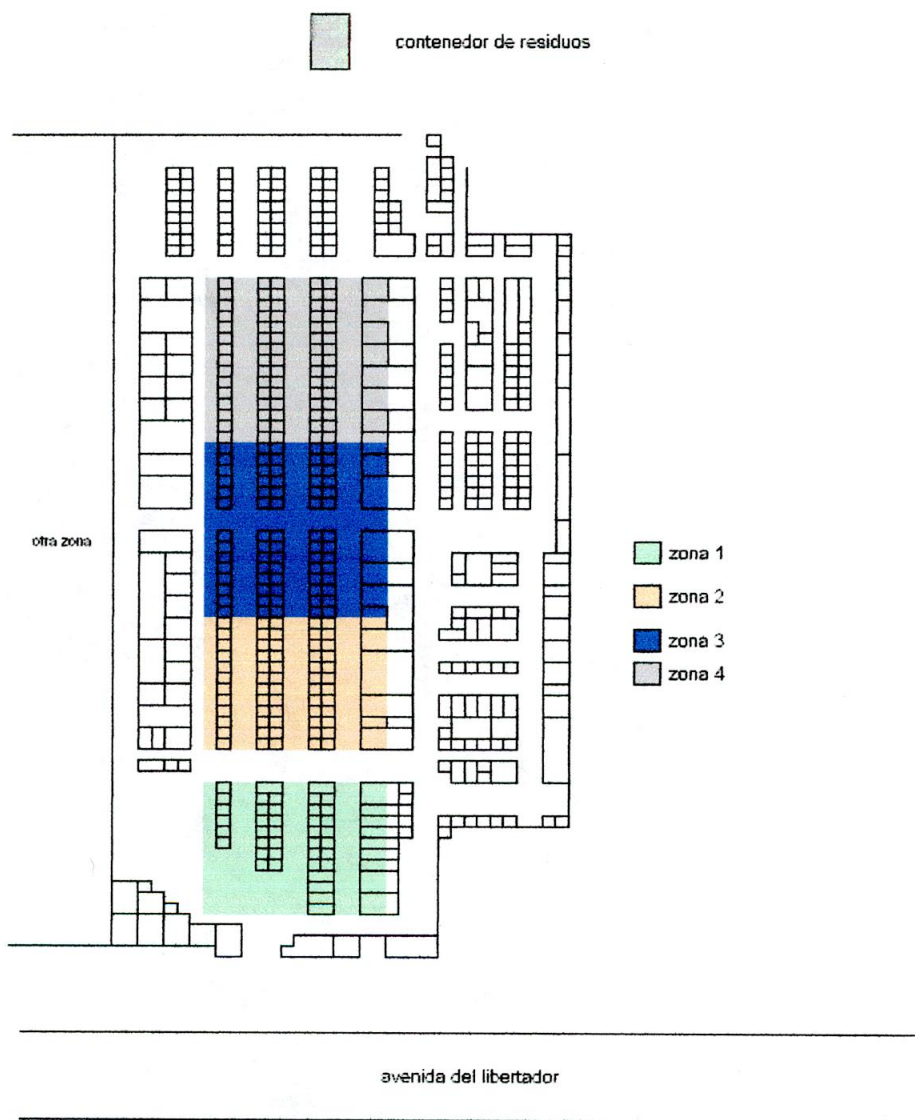 contenedor de residuos
otra zona
zona 1
zona 2
zona 3
zona 4
avenida del libertador